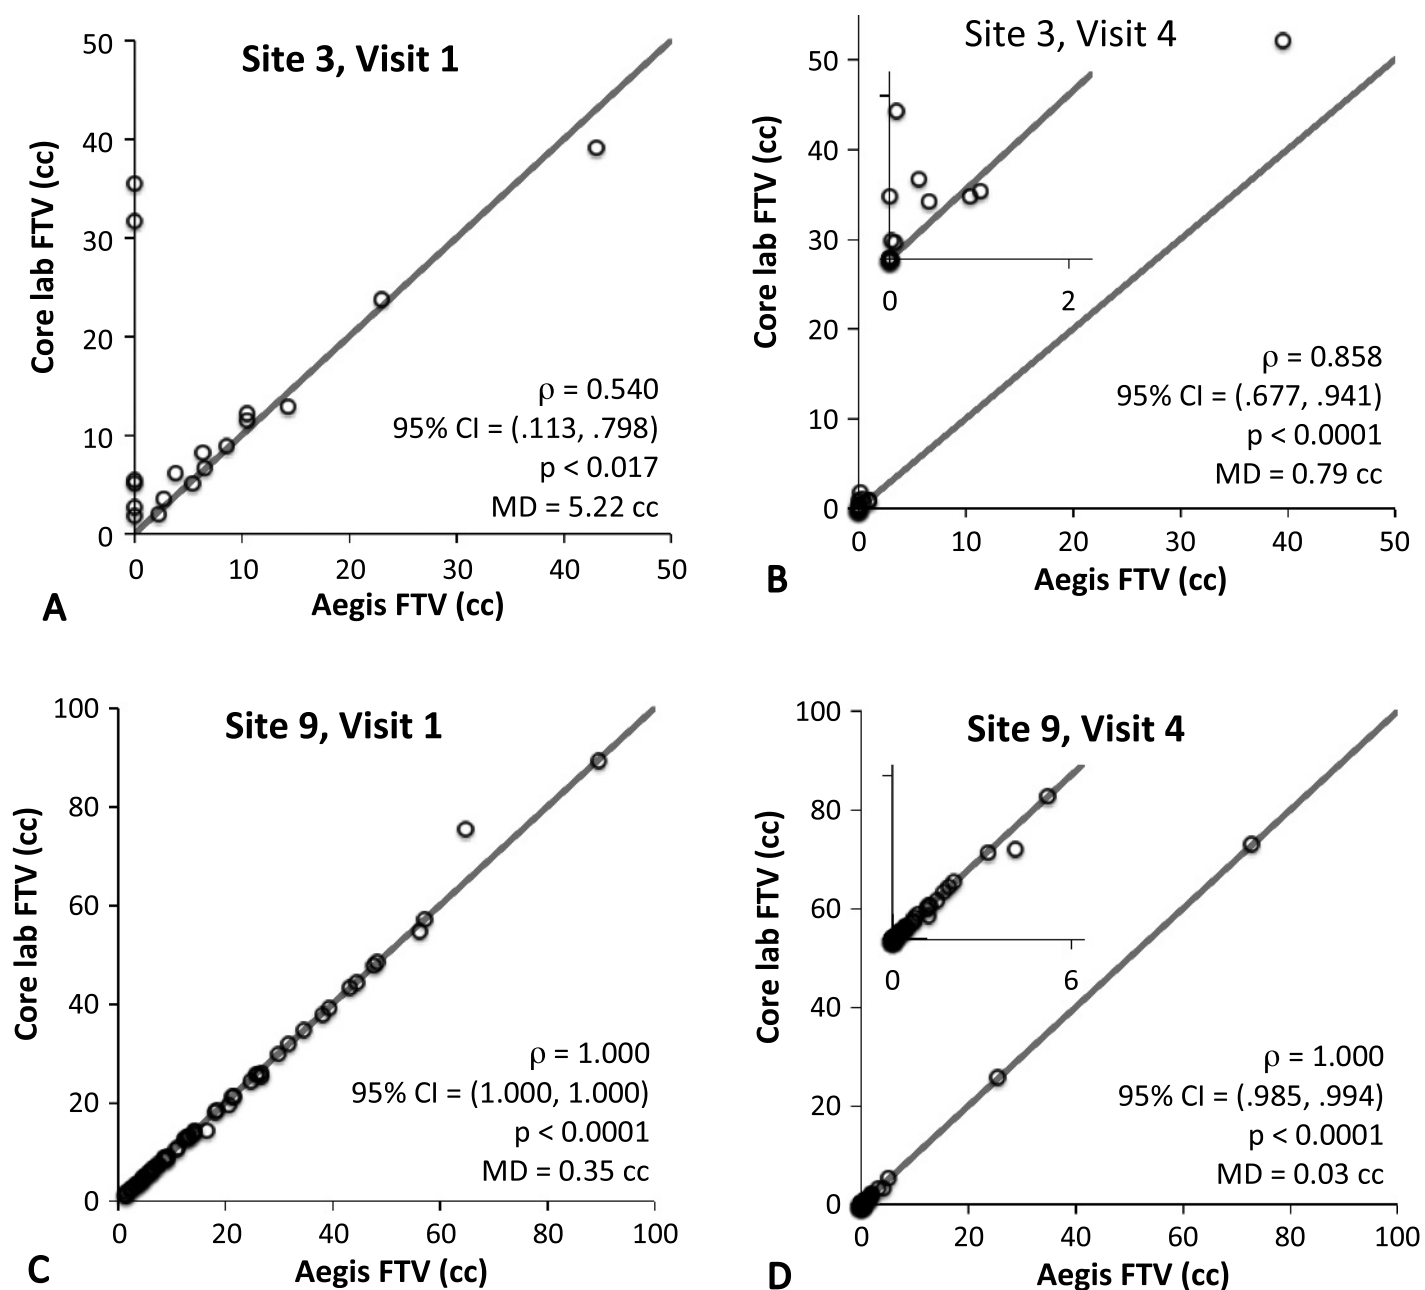 Site 3, Visit 1
Core lab FTV (cc)
50
40
30
20
10
0
ρ = 0.540
95% CI = (.113, .798)
p < 0.017
MD = 5.22 cc
0 10 20 30 40 50
Aegis FTV (cc)
A
Site 3, Visit 4
Core lab FTV (cc)
50
40
30
20
10
0
0 2
ρ = 0.858
95% CI = (.677, .941)
p < 0.0001
MD = 0.79 cc
0 10 20 30 40 50
Aegis FTV (cc)
B
Site 9, Visit 1
Core lab FTV (cc)
100
80
60
40
20
0
ρ = 1.000
95% CI = (1.000, 1.000)
p < 0.0001
MD = 0.35 cc
0 20 40 60 80 100
Aegis FTV (cc)
C
Site 9, Visit 4
Core lab FTV (cc)
100
80
60
40
20
0
0 6
ρ = 1.000
95% CI = (.985, .994)
p < 0.0001
MD = 0.03 cc
0 20 40 60 80 100
Aegis FTV (cc)
D